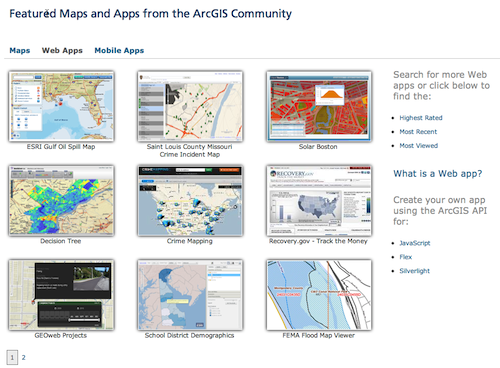 Featured Maps and Apps from the ArcGIS Community
Maps Web Apps Mobile Apps
ESRI Gulf Oil Spill Map
Saint Louis County Missouri
Crime Incident Map
Solar Boston
Decision Tree
Crime Mapping
RECOVERY.gov
Recovery.gov - Track the Money
GEOweb Projects
School District Demographics
FEMA Flood Map Viewer
1 2
Search for more Web
apps or click below to
find the:
Highest Rated
Most Recent
Most Viewed
What is a Web app?
Create your own app
using the ArcGIS API
for:
JavaScript
Flex
Silverlight